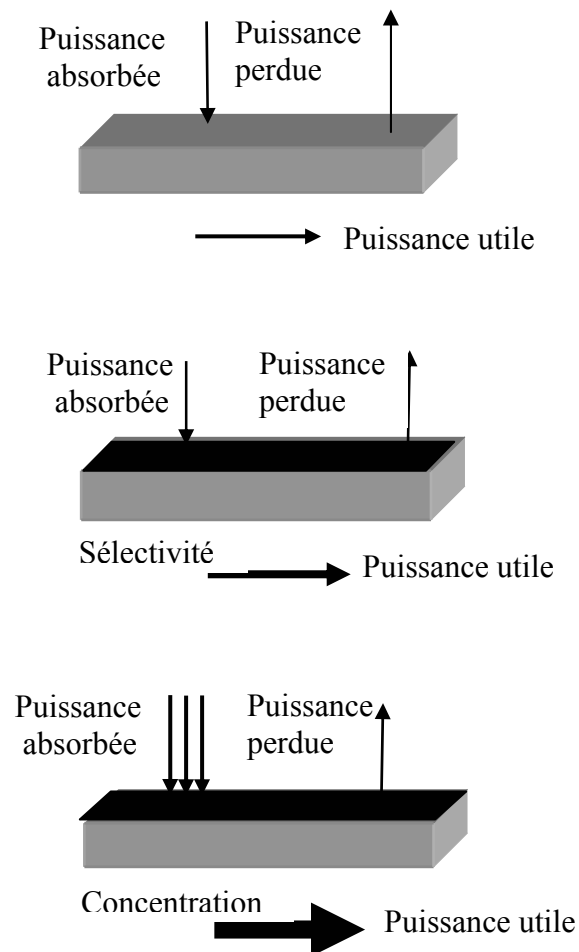 Puissance
absorbée
Puissance
perdue
Puissance utile
Puissance
absorbée
Puissance
perdue
Sélectivité
Puissance utile
Puissance
absorbée
Puissance
perdue
Concentration
Puissance utile